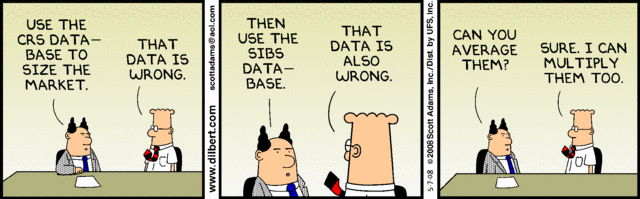 USE THE
CRS DATA-
BASE TO
SIZE THE
MARKET.
THAT
DATA IS
WRONG.
www.dilbert.com
scottadams@aol.com
THEN
USE THE
SIBS
DATA-
BASE.
THAT
DATA IS
ALSO
WRONG.
5-7-08 ©2008 Scott Adams, Inc./Dist. by UFS, Inc.
CAN YOU
AVERAGE
THEM?
SURE. I CAN
MULTIPLY
THEM TOO.